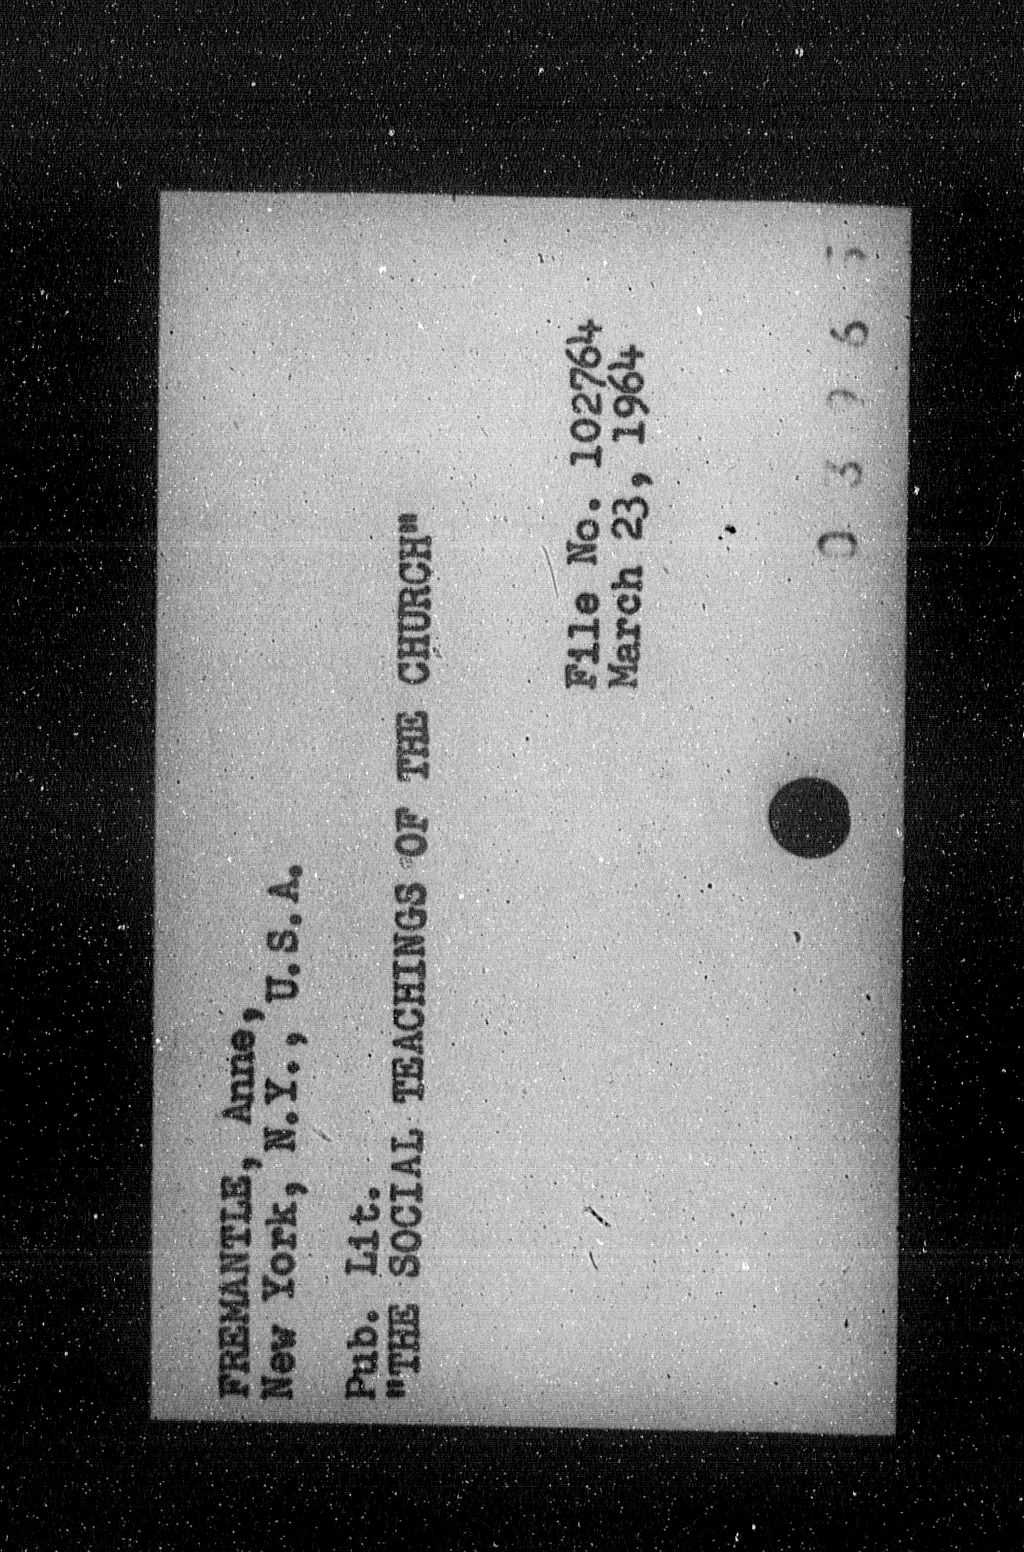 FREMANTLE, Anne,
New York, N.Y., U.S.A.
Pub. Lit.
"THE SOCIAL TEACHINGS OF THE CHURCH"
File No. 102764
March 23, 1964